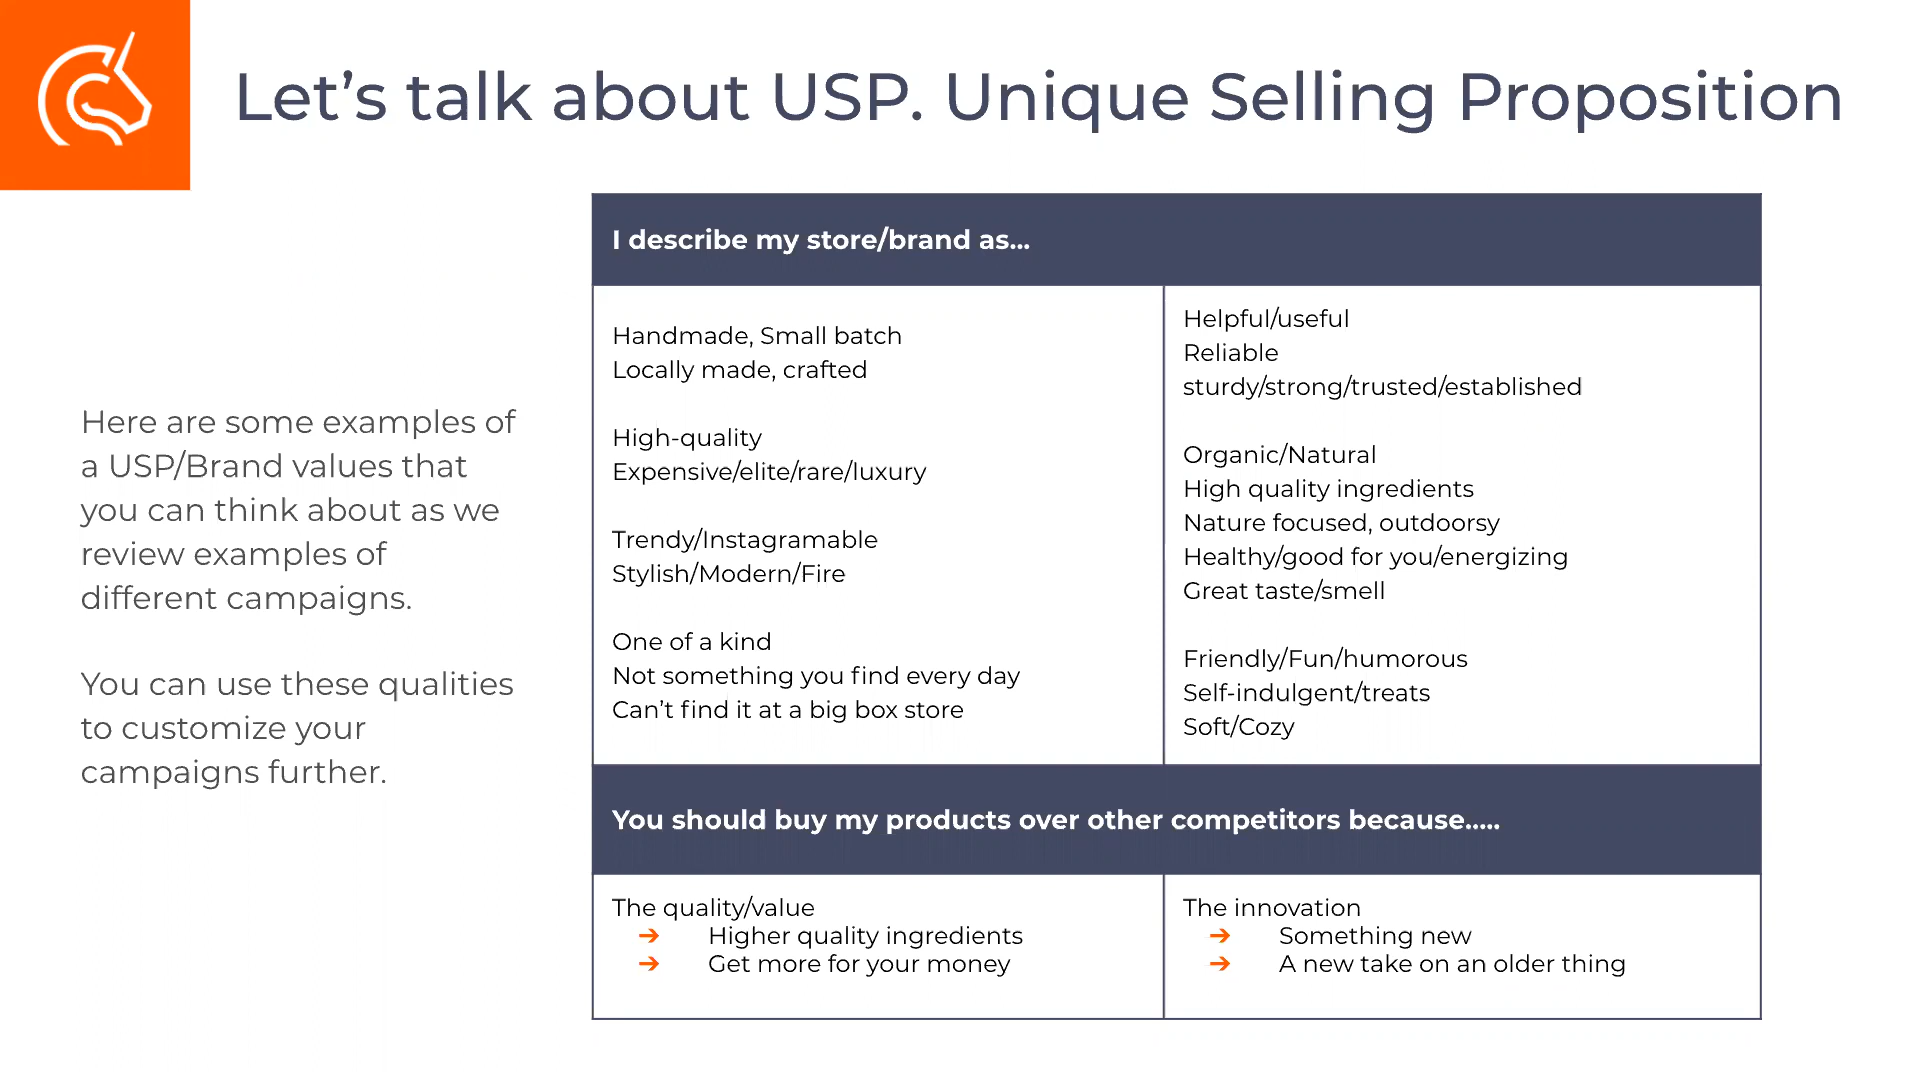 Let’s talk about USP. Unique Selling Proposition
Here are some examples of
a USP/Brand values that
you can think about as we
review examples of
different campaigns.
You can use these qualities
to customize your
campaigns further.
I describe my store/brand as...
Handmade, Small batch
Locally made, crafted
High-quality
Expensive/elite/rare/luxury
Trendy/Instagramable
Stylish/Modern/Fire
One of a kind
Not something you find every day
Can’t find it at a big box store
Helpful/useful
Reliable
sturdy/strong/trusted/established
Organic/Natural
High quality ingredients
Nature focused, outdoorsy
Healthy/good for you/energizing
Great taste/smell
Friendly/Fun/humorous
Self-indulgent/treats
Soft/Cozy
You should buy my products over other competitors because.....
The quality/value
➔ Higher quality ingredients
➔ Get more for your money
The innovation
➔ Something new
➔ A new take on an older thing